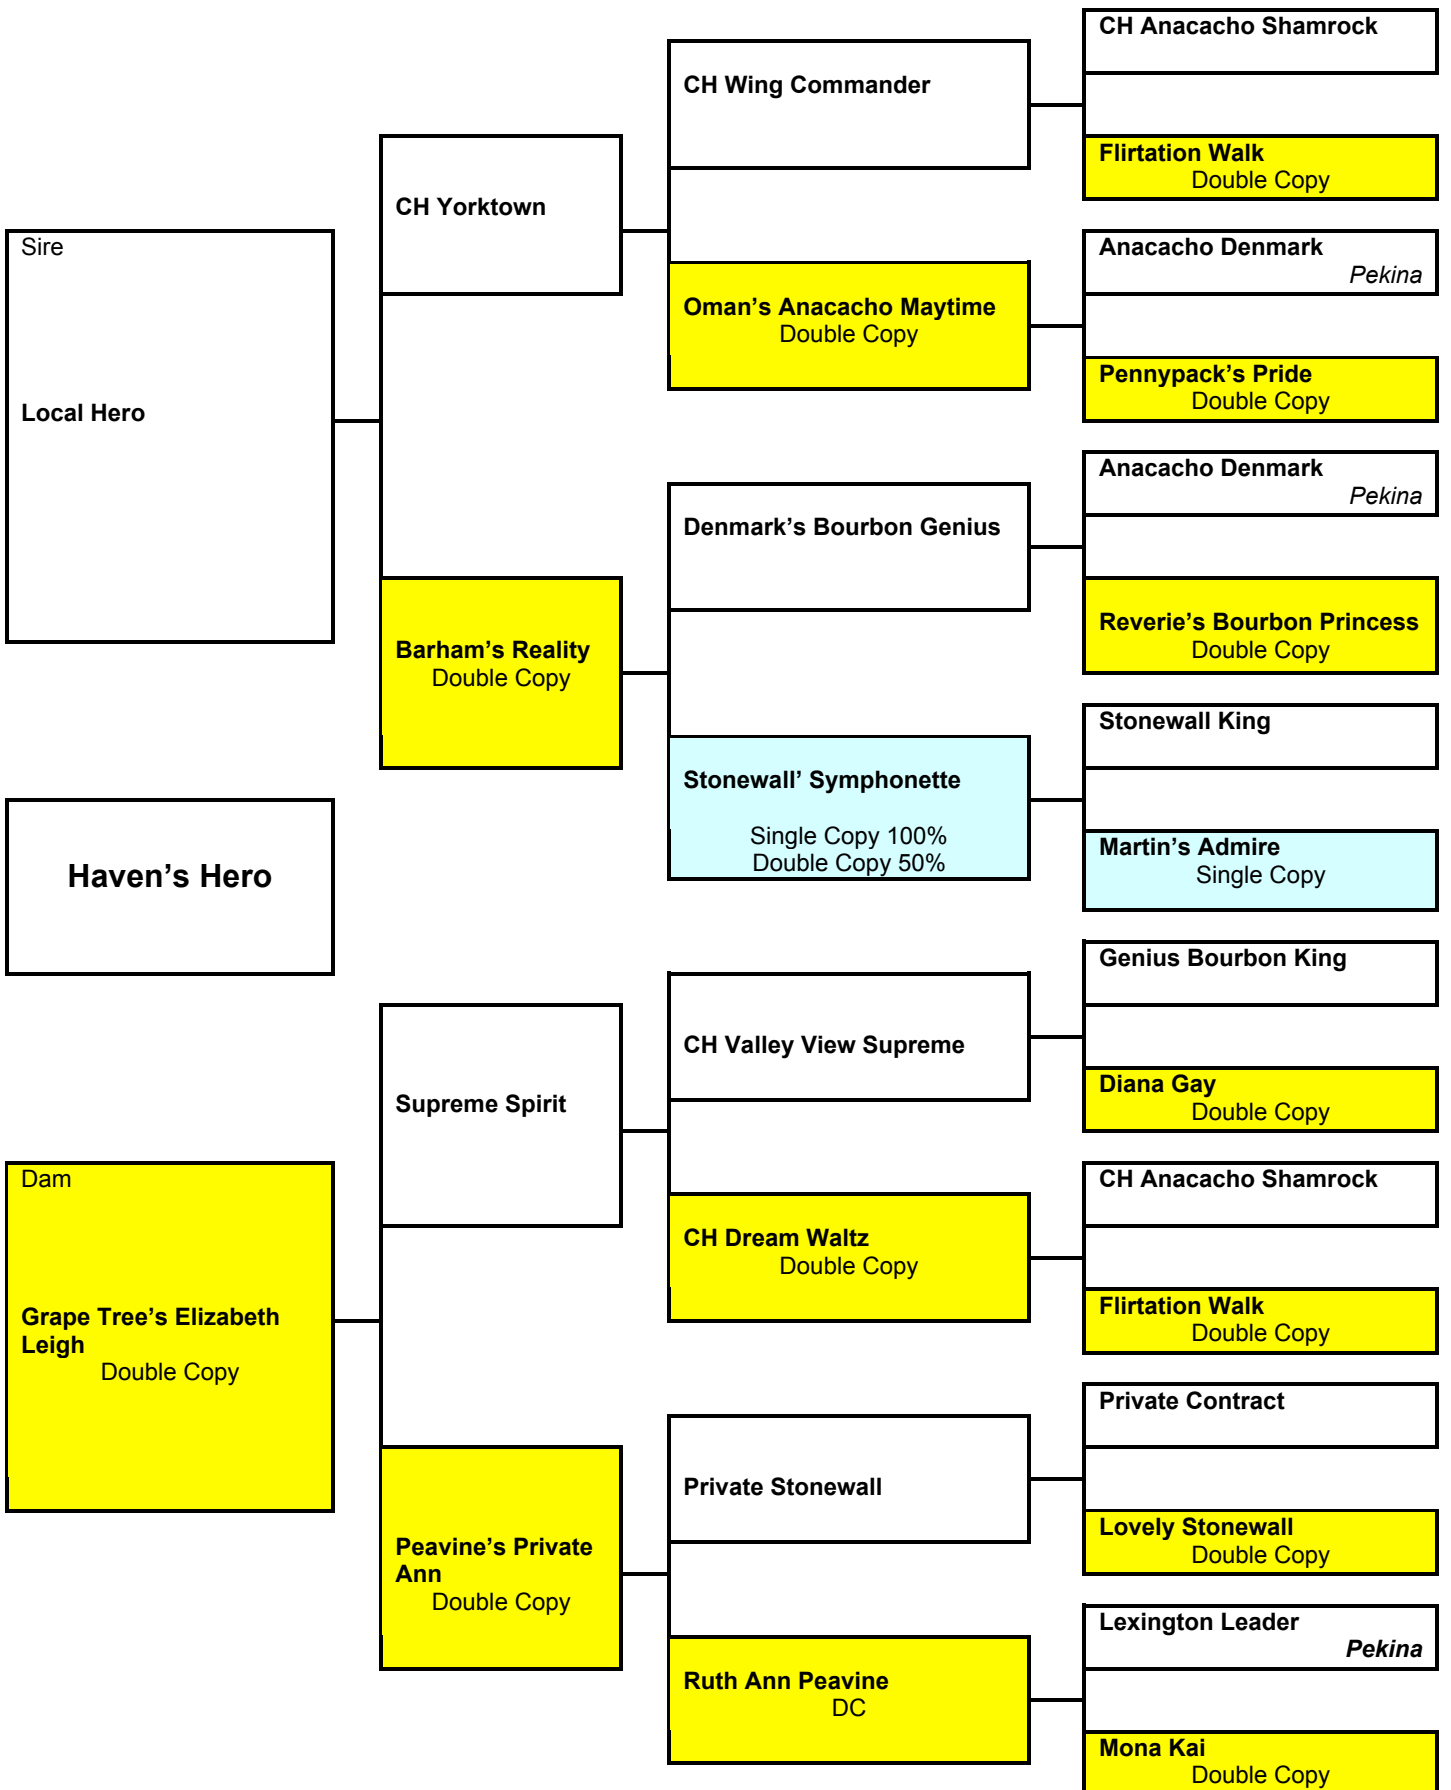 Sire
Local Hero
Haven's Hero
Dam
Grape Tree’s Elizabeth
Leigh
Double Copy
CH Yorktown
Barham’s Reality
Double Copy
Supreme Spirit
Peavine’s Private
Ann
Double Copy
CH Wing Commander
Oman’s Anacacho Maytime
Double Copy
Denmark’s Bourbon Genius
Stonewall’ Symphonette
Single Copy 100%
Double Copy 50%
CH Valley View Supreme
CH Dream Waltz
Double Copy
Private Stonewall
Ruth Ann Peavine
DC
CH Anacacho Shamrock
Flirtation Walk
Double Copy
Anacacho Denmark
Pekina
Pennypack’s Pride
Double Copy
Anacacho Denmark
Pekina
Reverie’s Bourbon Princess
Double Copy
Stonewall King
Martin’s Admire
Single Copy
Genius Bourbon King
Diana Gay
Double Copy
CH Anacacho Shamrock
Flirtation Walk
Double Copy
Private Contract
Lovely Stonewall
Double Copy
Lexington Leader
Pekina
Mona Kai
Double Copy